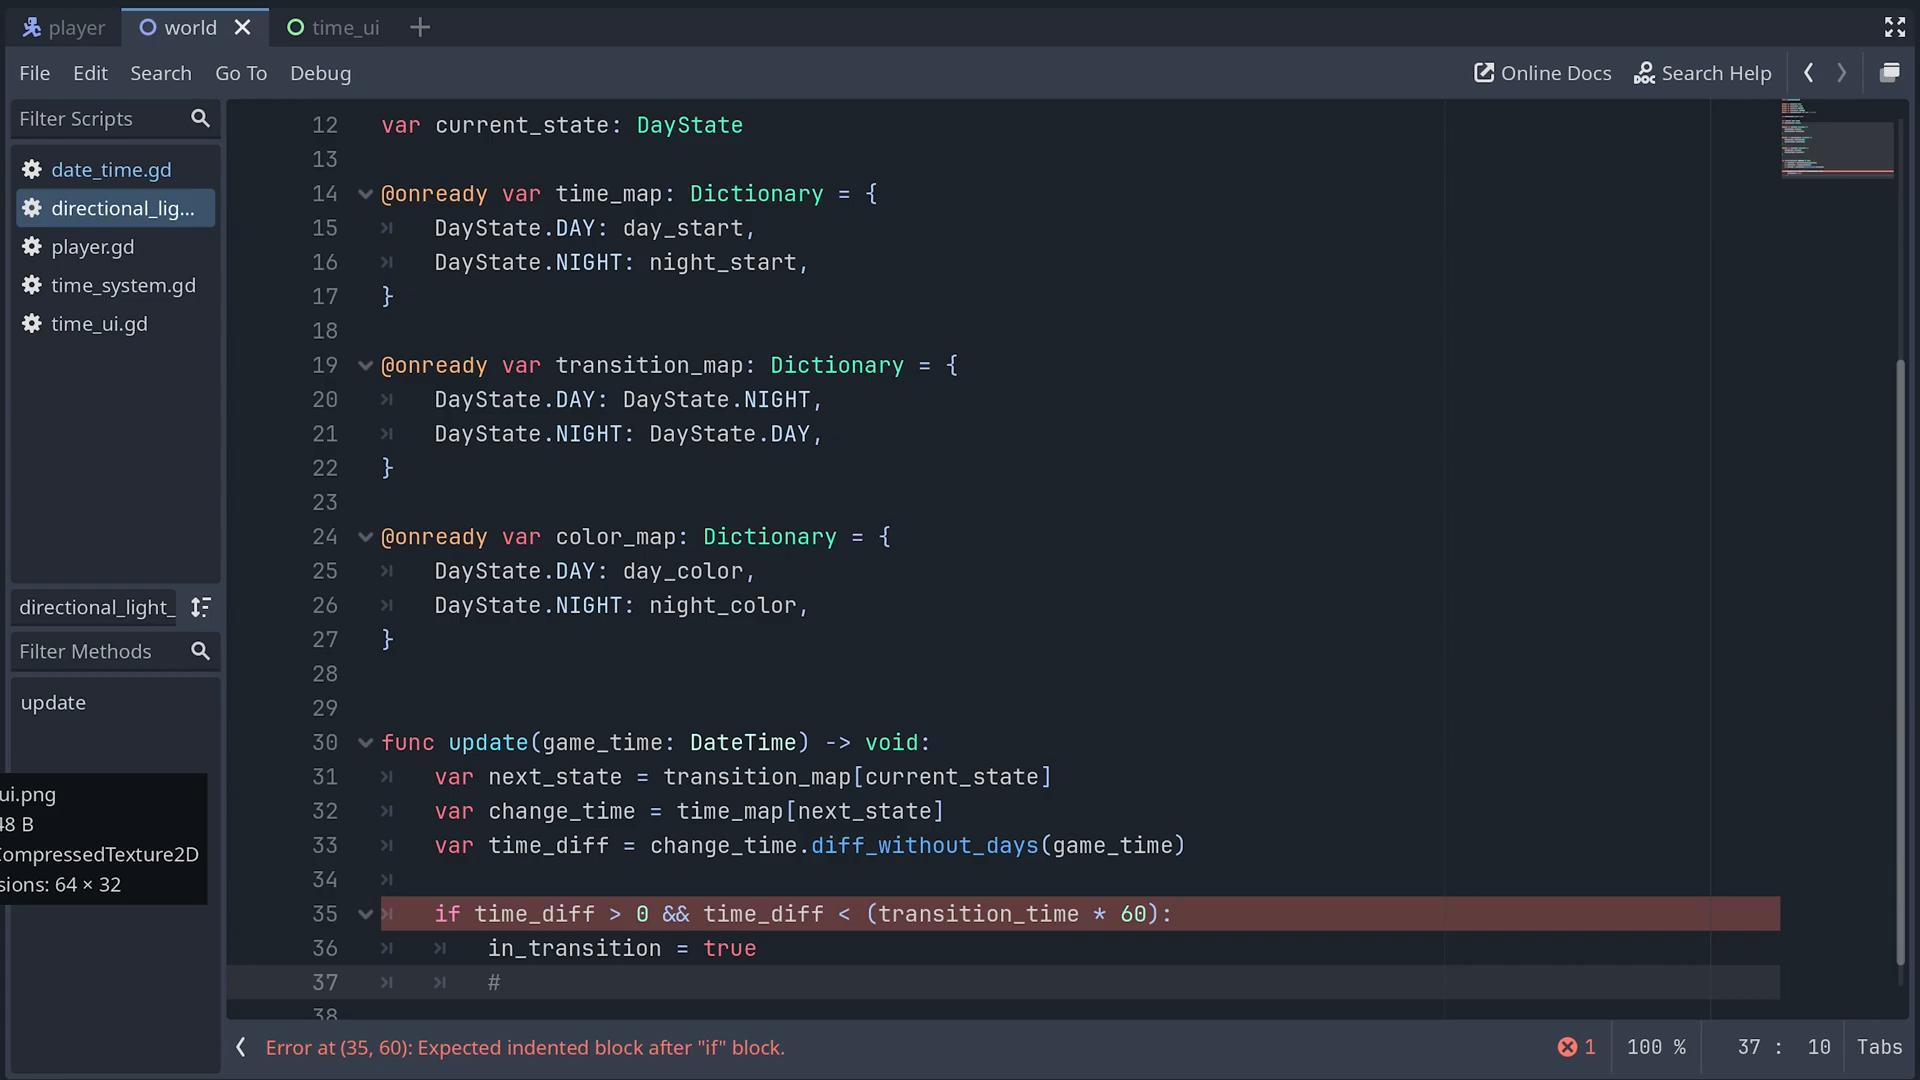 player
world
time_ui
File Edit Search Go To Debug
Online Docs
Search Help
Filter Scripts
date_time.gd
directional_lig...
player.gd
time_system.gd
time_ui.gd
directional_light_
Filter Methods
update
ui.png
48 B
CompressedTexture2D
sions: 64 × 32
12 var current_state: DayState
13
14 @onready var time_map: Dictionary = {
15 DayState.DAY: day_start,
16 DayState.NIGHT: night_start,
17 }
18
19 @onready var transition_map: Dictionary = {
20 DayState.DAY: DayState.NIGHT,
21 DayState.NIGHT: DayState.DAY,
22 }
23
24 @onready var color_map: Dictionary = {
25 DayState.DAY: day_color,
26 DayState.NIGHT: night_color,
27 }
28
29
30 func update(game_time: DateTime) -> void:
31 var next_state = transition_map[current_state]
32 var change_time = time_map[next_state]
33 var time_diff = change_time.diff_without_days(game_time)
34
35 if time_diff > 0 && time_diff < (transition_time * 60):
36 in_transition = true
37 #
38
Error at (35, 60): Expected indented block after "if" block.
1
100 %
37 : 10
Tabs